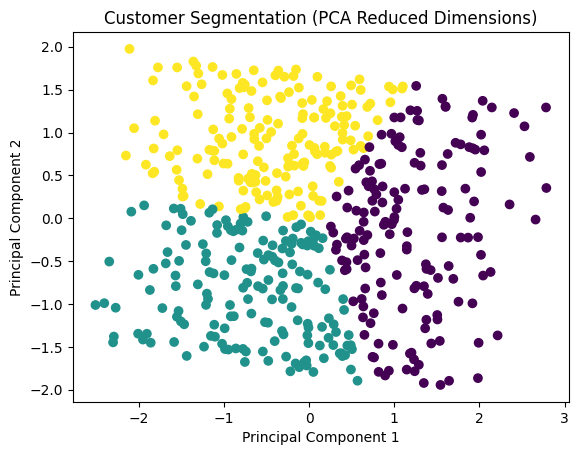 Customer Segmentation (PCA Reduced Dimensions)
Principal Component 2
2.0
1.5
1.0
0.5
0.0
−0.5
−1.0
−1.5
−2.0
−2 −1 0 1 2 3
Principal Component 1